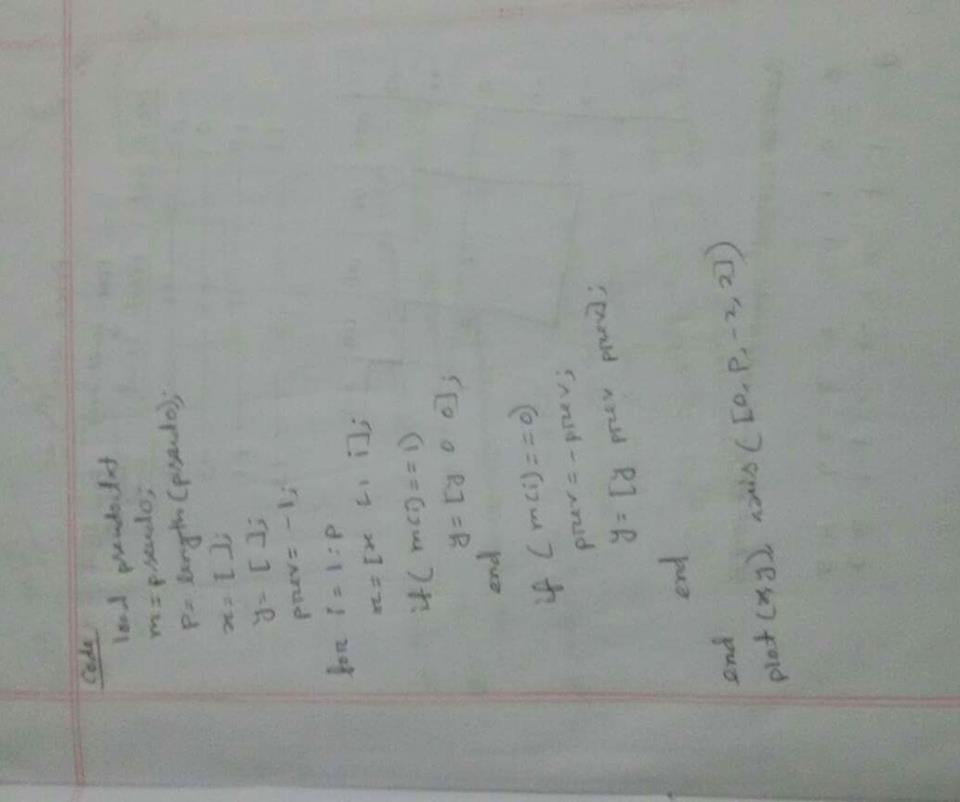 Code
load pseudo.txt
m = pseudo;
P = length (pseudo);
x = [ ];
y = [ ];
prev = -1;
for i = 1:P
x = [x i];
if ( m(i) == 1)
y = [y 0 0];
end
if ( m(i) == 0)
prev = - prev;
y = [y prev prev];
end
end
plot (x,y), axis ( [0, P, -2, 2])